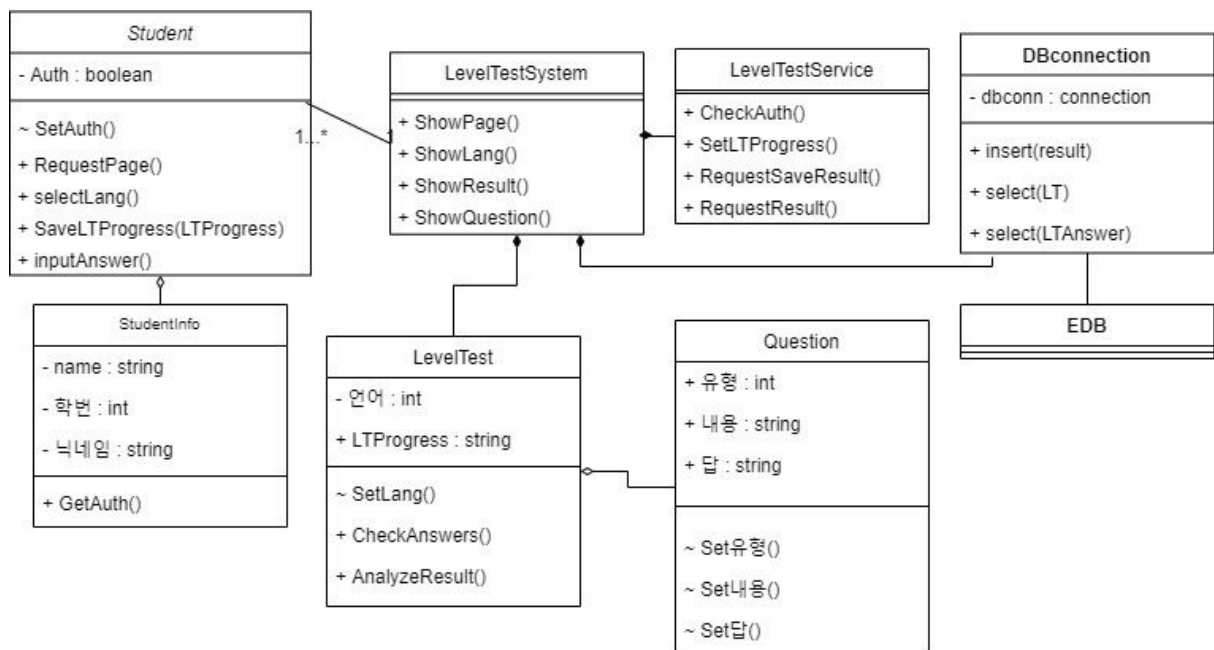 Student
- Auth : boolean
~ SetAuth()
+ RequestPage()
+ selectLang()
+ SaveLTProgress(LTProgress)
+ inputAnswer()
1...*
1
LevelTestSystem
+ ShowPage()
+ ShowLang()
+ ShowResult()
+ ShowQuestion()
LevelTestService
+ CheckAuth()
+ SetLTProgress()
+ RequestSaveResult()
+ RequestResult()
DBconnection
- dbconn : connection
+ insert(result)
+ select(LT)
+ select(LTAnswer)
StudentInfo
- name : string
- 학번 : int
- 닉네임 : string
+ GetAuth()
LevelTest
- 언어 : int
+ LTProgress : string
~ SetLang()
+ CheckAnswers()
+ AnalyzeResult()
Question
+ 유형 : int
+ 내용 : string
+ 답 : string
~ Set유형()
~ Set내용()
~ Set답()
EDB